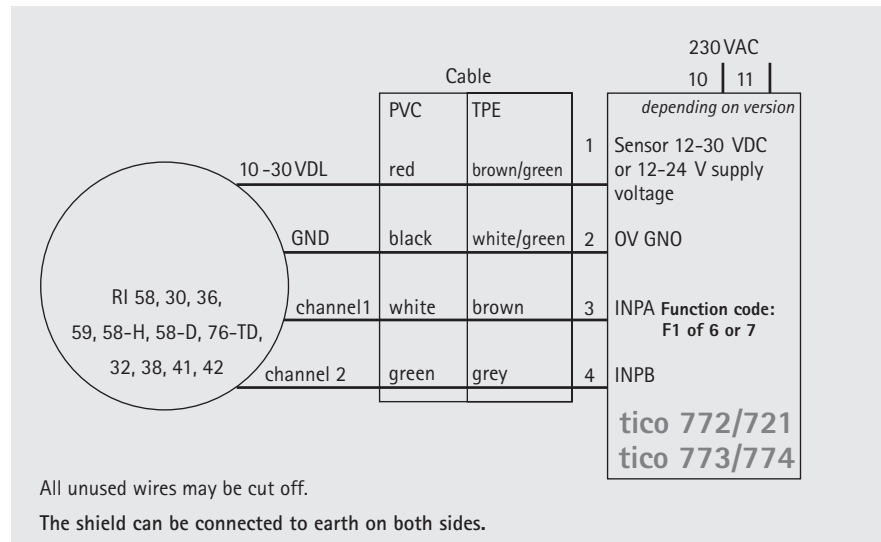 230 VAC
Cable
10 11
PVC TPE
depending on version
1
Sensor 12-30 VDC
or 12-24 V supply
voltage
10 -30 VDL red brown/green
GND black white/green 2 OV GNO
RI 58, 30, 36,
59, 58-H, 58-D, 76-TD,
32, 38, 41, 42
channel1 white brown 3 INPA Function code:
F1 of 6 or 7
channel 2 green grey 4 INPB
tico 772/721
tico 773/774
All unused wires may be cut off.
The shield can be connected to earth on both sides.